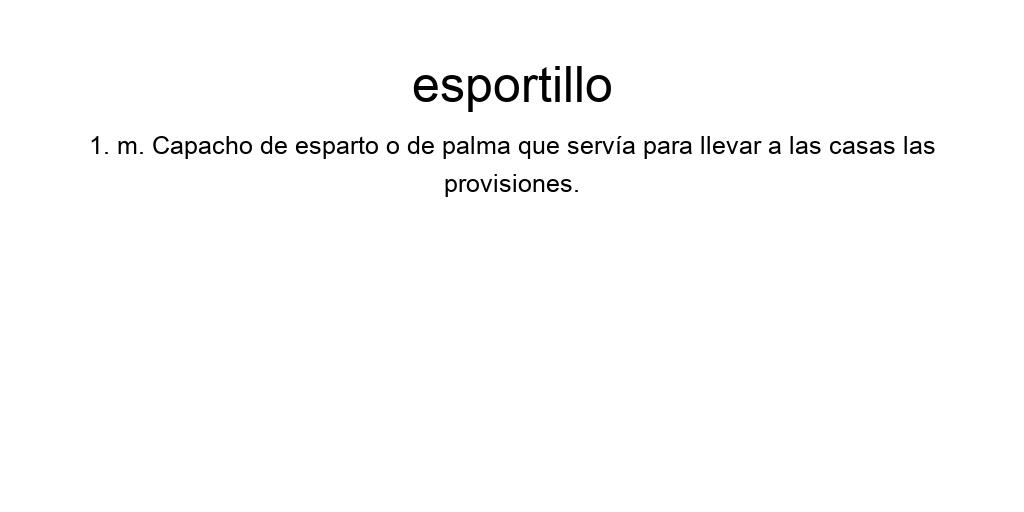 esportillo
1. m. Capacho de esparto o de palma que servía para llevar a las casas las
provisiones.